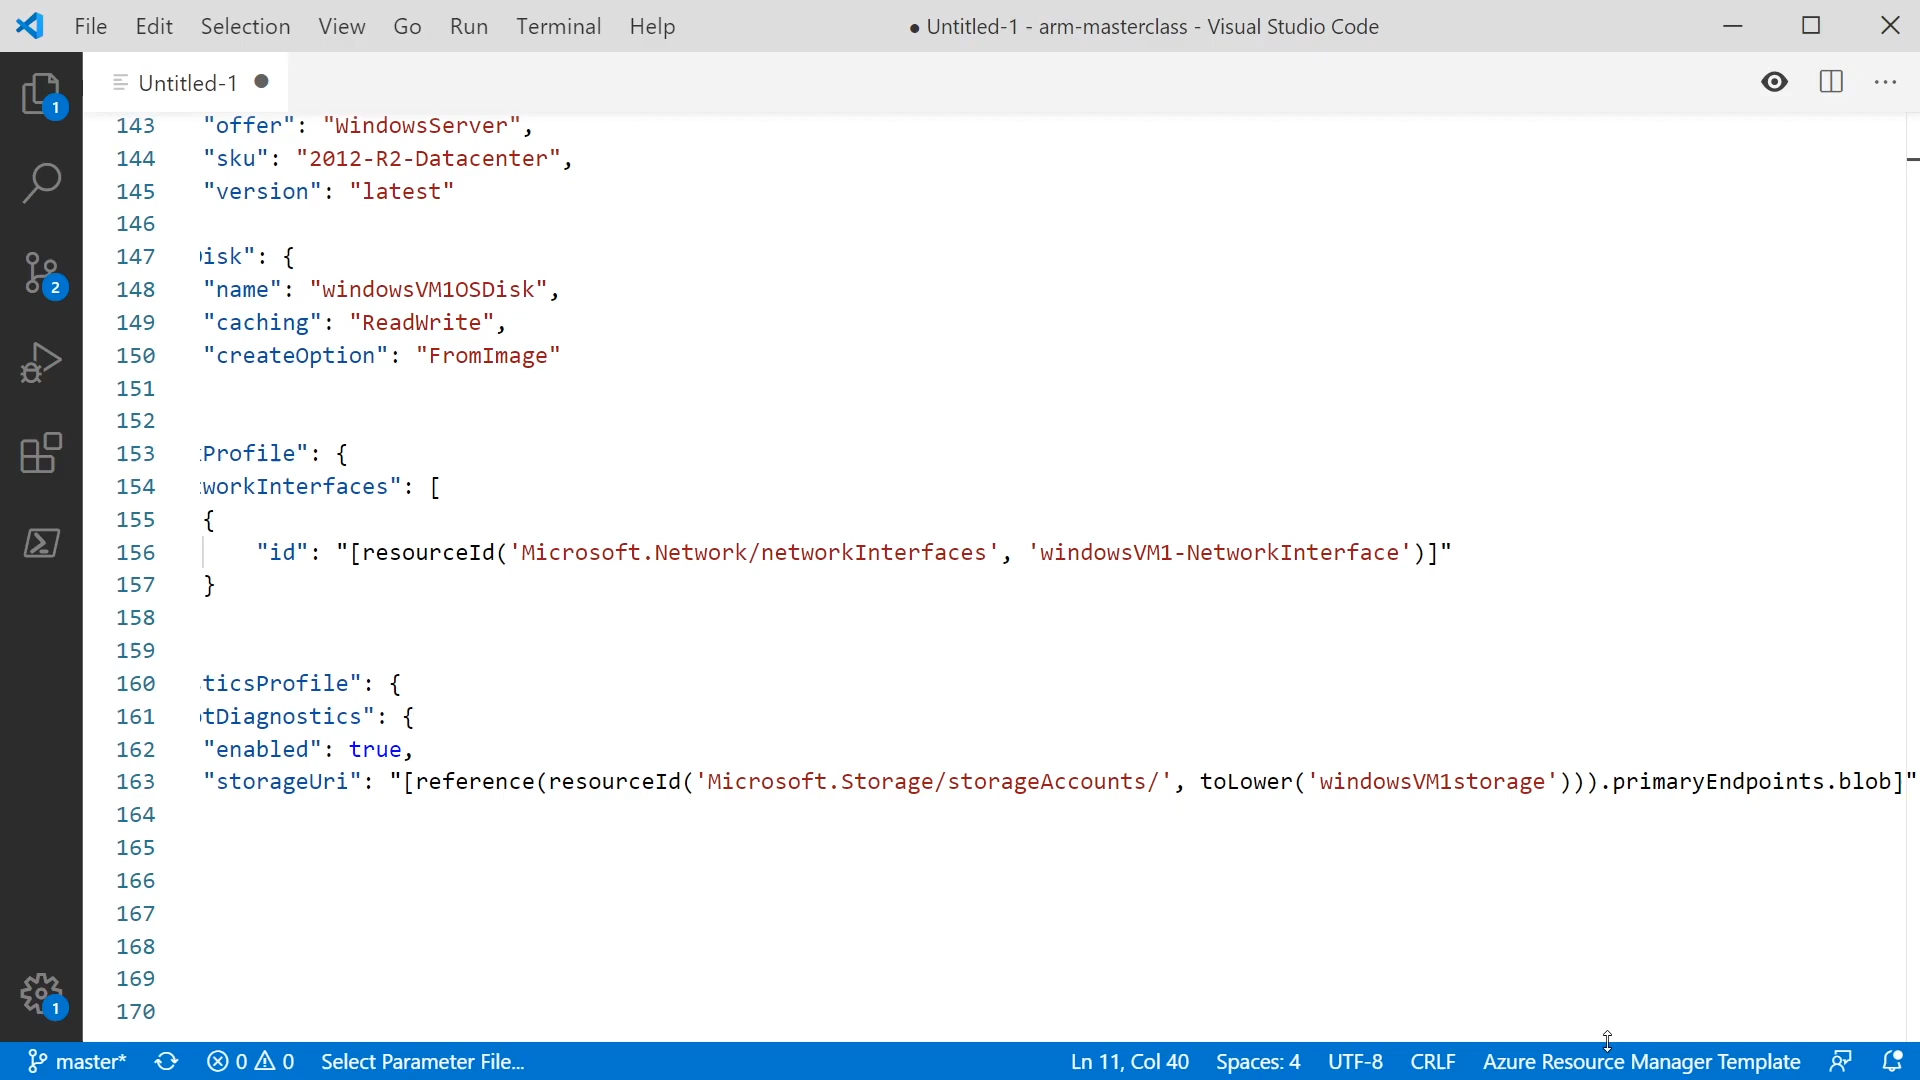 File Edit Selection View Go Run Terminal Help ● Untitled-1 - arm-masterclass - Visual Studio Code
Untitled-1
1
2
1
143 "offer": "WindowsServer",
144 "sku": "2012-R2-Datacenter",
145 "version": "latest"
146
147 isk": {
148 "name": "windowsVM1OSDisk",
149 "caching": "ReadWrite",
150 "createOption": "FromImage"
151
152
153 Profile": {
154 workInterfaces": [
155 {
156 "id": "[resourceId('Microsoft.Network/networkInterfaces', 'windowsVM1-NetworkInterface')]"
157 }
158
159
160 ticsProfile": {
161 tDiagnostics": {
162 "enabled": true,
163 "storageUri": "[reference(resourceId('Microsoft.Storage/storageAccounts/', toLower('windowsVM1storage'))).primaryEndpoints.blob]"
164
165
166
167
168
169
170
master* 0 0 Select Parameter File... Ln 11, Col 40 Spaces: 4 UTF-8 CRLF Azure Resource Manager Template